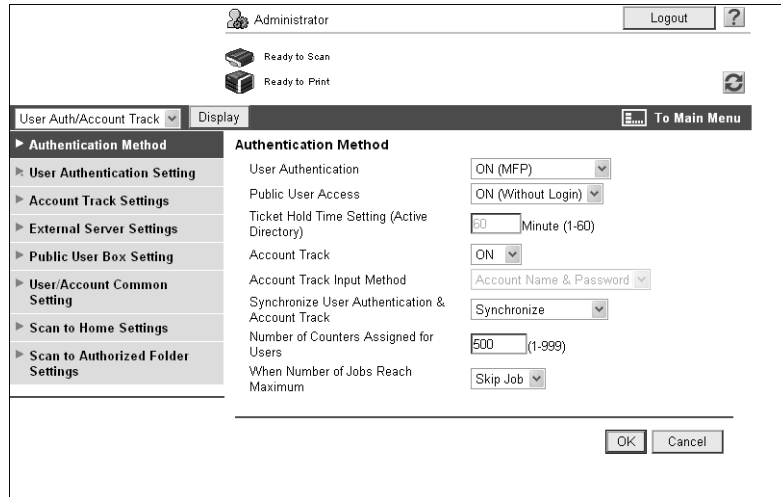 Administrator
Logout
?
Ready to Scan
Ready to Print
User Auth/Account Track
Display
To Main Menu
Authentication Method
User Authentication Setting
Account Track Settings
External Server Settings
Public User Box Setting
User/Account Common
Setting
Scan to Home Settings
Scan to Authorized Folder
Settings
Authentication Method
User Authentication
ON (MFP)
Public User Access
ON (Without Login)
Ticket Hold Time Setting (Active
Directory)
60 Minute (1-60)
Account Track
ON
Account Track Input Method
Account Name & Password
Synchronize User Authentication &
Account Track
Synchronize
Number of Counters Assigned for
Users
500 (1-999)
When Number of Jobs Reach
Maximum
Skip Job
OK
Cancel